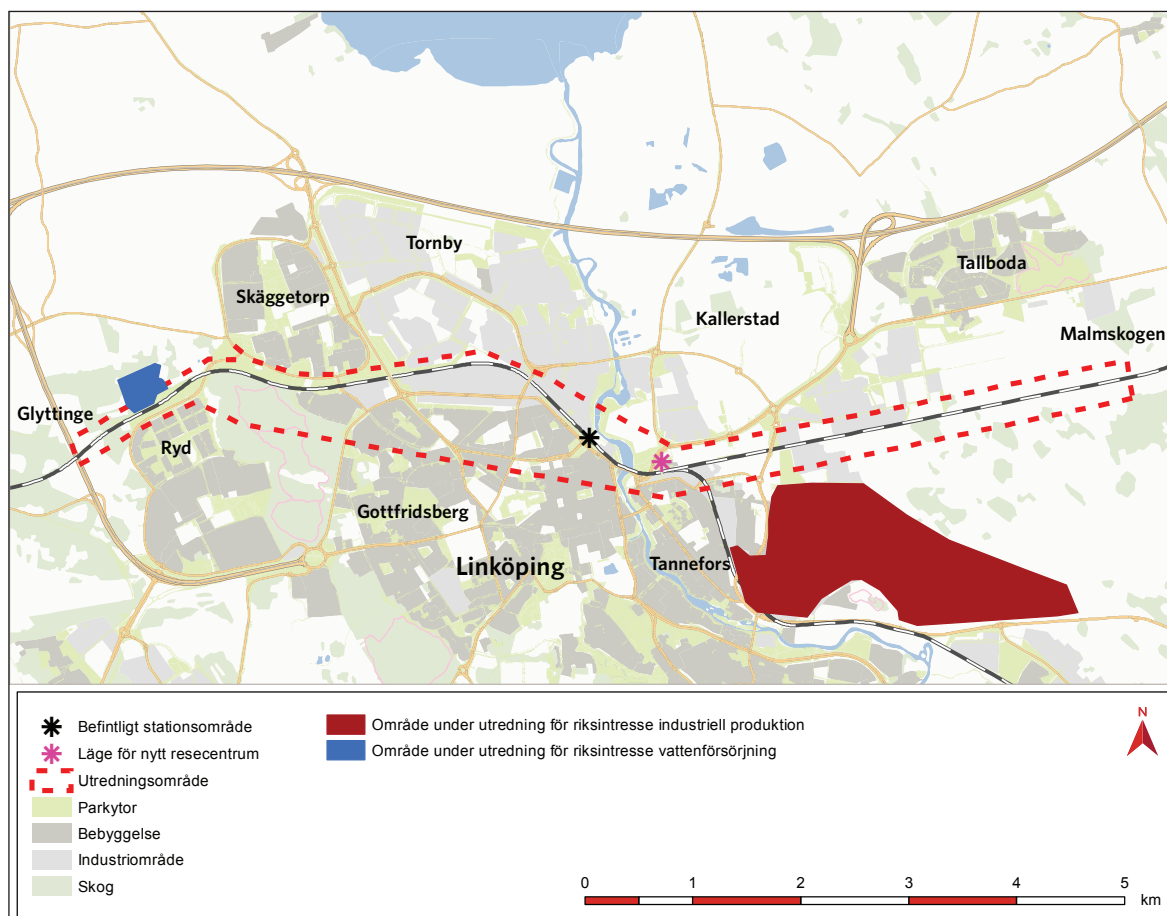 Tornby
Tallboda
Skäggetorp
Kallerstad
Malmskogen
Glyttinge
Ryd
Gottfridsberg
Linköping
Tannefors
Befintligt stationsområde
Läge för nytt resecentrum
Utredningsområde
Parkytor
Bebyggelse
Industriområde
Skog
Område under utredning för riksintresse industriell produktion
Område under utredning för riksintresse vattenförsörjning
N
0 1 2 3 4 5
km